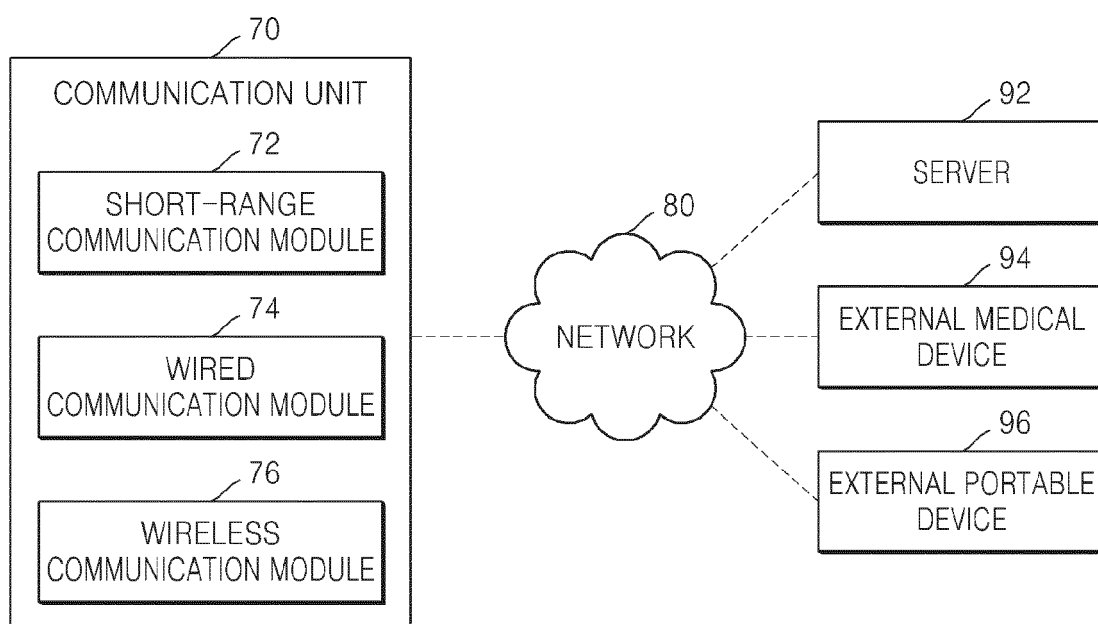 70
COMMUNICATION UNIT
72
SHORT-RANGE
COMMUNICATION MODULE
74
WIRED
COMMUNICATION MODULE
76
WIRELESS
COMMUNICATION MODULE
80
NETWORK
92
SERVER
94
EXTERNAL MEDICAL
DEVICE
96
EXTERNAL PORTABLE
DEVICE